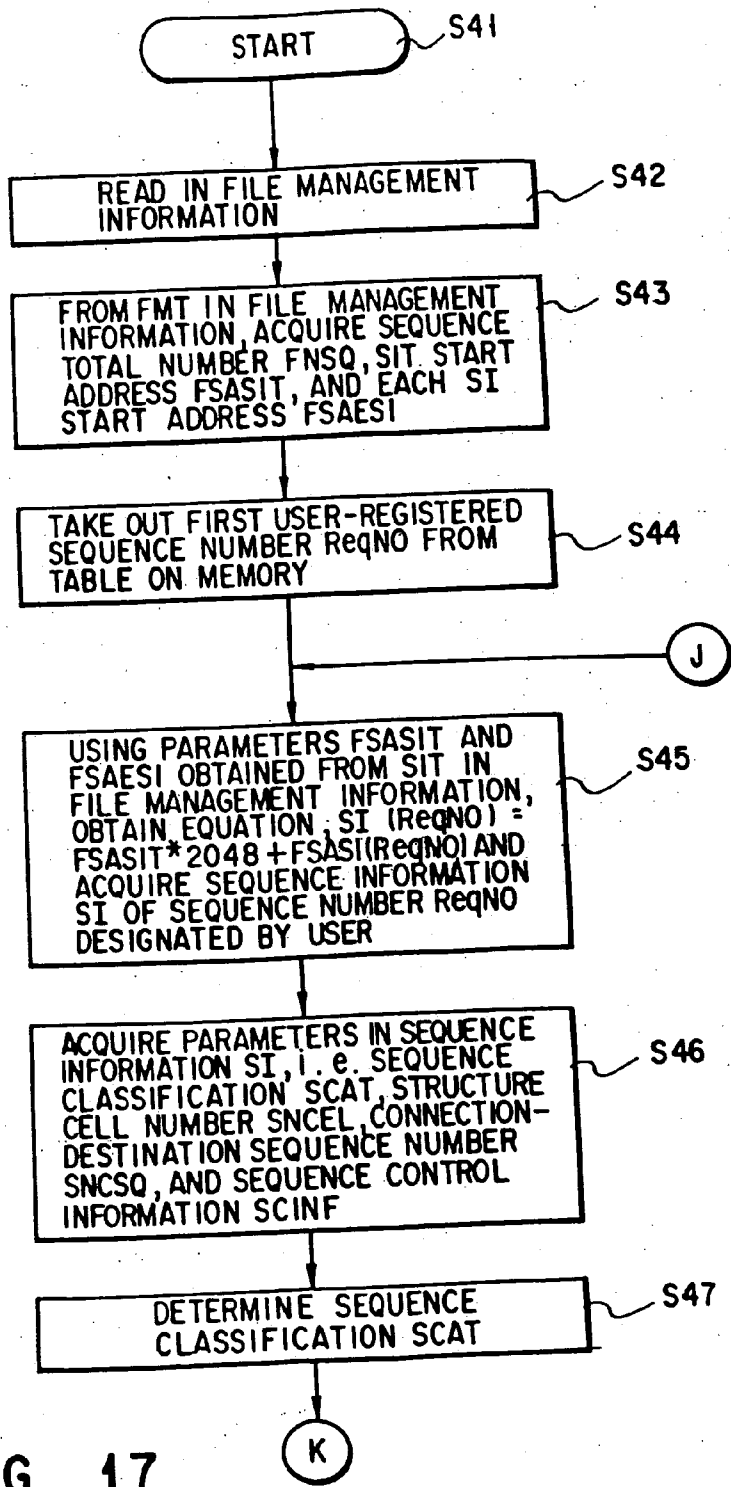 START
S41
READ IN FILE MANAGEMENT
INFORMATION
S42
FROM FMT IN FILE MANAGEMENT
INFORMATION, ACQUIRE SEQUENCE
TOTAL NUMBER FNSQ, SIT START
ADDRESS FSASIT, AND EACH SI
START ADDRESS FSAESI
S43
TAKE OUT FIRST USER-REGISTERED
SEQUENCE NUMBER ReqNO FROM
TABLE ON MEMORY
S44
J
USING PARAMETERS FSASIT AND
FSAESI OBTAINED FROM SIT IN
FILE MANAGEMENT INFORMATION,
OBTAIN EQUATION, SI (ReqNO) =
FSASIT*2048+FSASI(ReqNO) AND
ACQUIRE SEQUENCE INFORMATION
SI OF SEQUENCE NUMBER ReqNO
DESIGNATED BY USER
S45
ACQUIRE PARAMETERS IN SEQUENCE
INFORMATION SI, i.e. SEQUENCE
CLASSIFICATION SCAT, STRUCTURE
CELL NUMBER SNCEL, CONNECTION-
DESTINATION SEQUENCE NUMBER
SNCSQ, AND SEQUENCE CONTROL
INFORMATION SCINF
S46
DETERMINE SEQUENCE
CLASSIFICATION SCAT
S47
K
G. 17